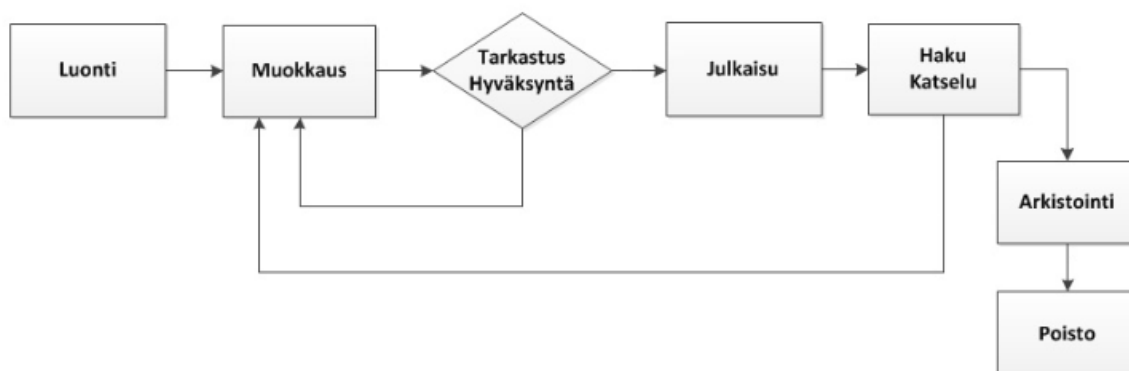 Luonti
Muokkaus
Tarkastus
Hyväksyntä
Julkaisu
Haku
Katselu
Arkistointi
Poisto